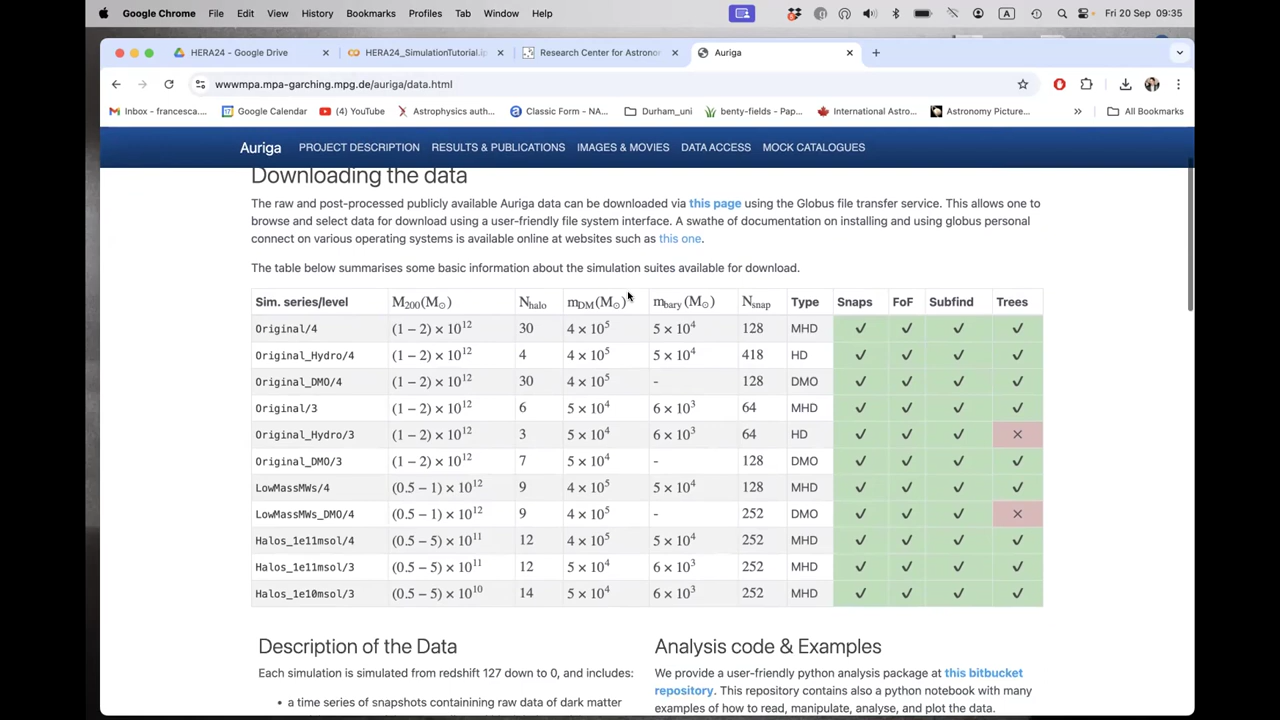 Google Chrome File Edit View History Bookmarks Profiles Tab Window Help A Fri 20 Sep 09:35
HERA24 - Google Drive HERA24_SimulationTutorial.ip Research Center for Astronom Auriga
wwwmpa.mpa-garching.mpg.de/auriga/data.html
Inbox - francesca.... Google Calendar (4) YouTube Astrophysics auth... Classic Form - NA... Durham_uni benty-fields - Pap... International Astro... Astronomy Picture... » All Bookmarks
Auriga PROJECT DESCRIPTION RESULTS & PUBLICATIONS IMAGES & MOVIES DATA ACCESS MOCK CATALOGUES
Downloading the data
The raw and post-processed publicly available Auriga data can be downloaded via this page using the Globus file transfer service. This allows one to
browse and select data for download using a user-friendly file system interface. A swathe of documentation on installing and using globus personal
connect on various operating systems is available online at websites such as this one.
The table below summarises some basic information about the simulation suites available for download.
Sim. series/level M₂₀₀(M⊙) Nhalo mDM(M⊙) mbary (M⊙) Nsnap Type Snaps FoF Subfind Trees
Original/4 (1 − 2) × 10¹² 30 4 × 10⁵ 5 × 10⁴ 128 MHD ✓ ✓ ✓ ✓
Original_Hydro/4 (1 − 2) × 10¹² 4 4 × 10⁵ 5 × 10⁴ 418 HD ✓ ✓ ✓ ✓
Original_DMO/4 (1 − 2) × 10¹² 30 4 × 10⁵ - 128 DMO ✓ ✓ ✓ ✓
Original/3 (1 − 2) × 10¹² 6 5 × 10⁴ 6 × 10³ 64 MHD ✓ ✓ ✓ ✓
Original_Hydro/3 (1 − 2) × 10¹² 3 5 × 10⁴ 6 × 10³ 64 HD ✓ ✓ ✓ ×
Original_DMO/3 (1 − 2) × 10¹² 7 5 × 10⁴ - 128 DMO ✓ ✓ ✓ ✓
LowMassMWs/4 (0.5 − 1) × 10¹² 9 4 × 10⁵ 5 × 10⁴ 128 MHD ✓ ✓ ✓ ✓
LowMassMWs_DMO/4 (0.5 − 1) × 10¹² 9 4 × 10⁵ - 252 DMO ✓ ✓ ✓ ×
Halos_1e11msol/4 (0.5 − 5) × 10¹¹ 12 4 × 10⁵ 5 × 10⁴ 252 MHD ✓ ✓ ✓ ✓
Halos_1e11msol/3 (0.5 − 5) × 10¹¹ 12 5 × 10⁴ 6 × 10³ 252 MHD ✓ ✓ ✓ ✓
Halos_1e10msol/3 (0.5 − 5) × 10¹⁰ 14 5 × 10⁴ 6 × 10³ 252 MHD ✓ ✓ ✓ ✓
Description of the Data
Each simulation is simulated from redshift 127 down to 0, and includes:
• a time series of snapshots containining raw data of dark matter
Analysis code & Examples
We provide a user-friendly python analysis package at this bitbucket
repository. This repository contains also a python notebook with many
examples of how to read, manipulate, analyse, and plot the data.